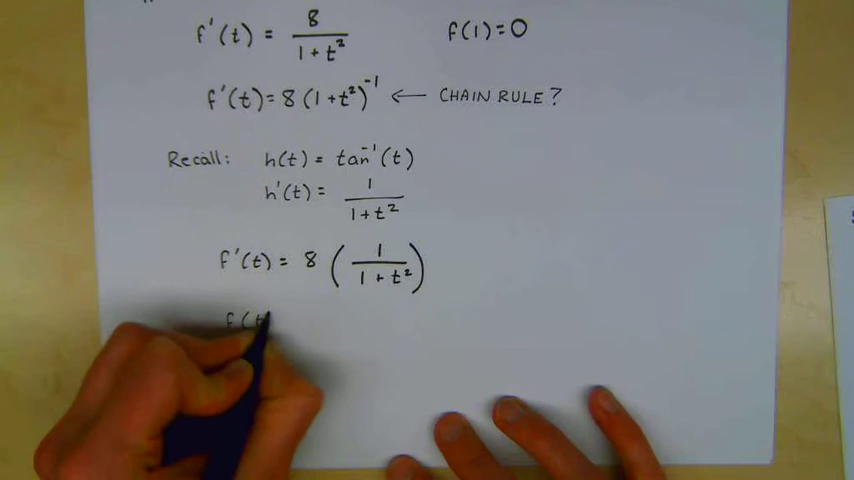 f'(t) = 8 / (1 + t²)    f(1) = 0
f'(t) = 8 (1 + t²)⁻¹ ← CHAIN RULE?
Recall: h(t) = tan⁻¹(t)
h'(t) = 1 / (1 + t²)
f'(t) = 8 (1 / (1 + t²))
f(t